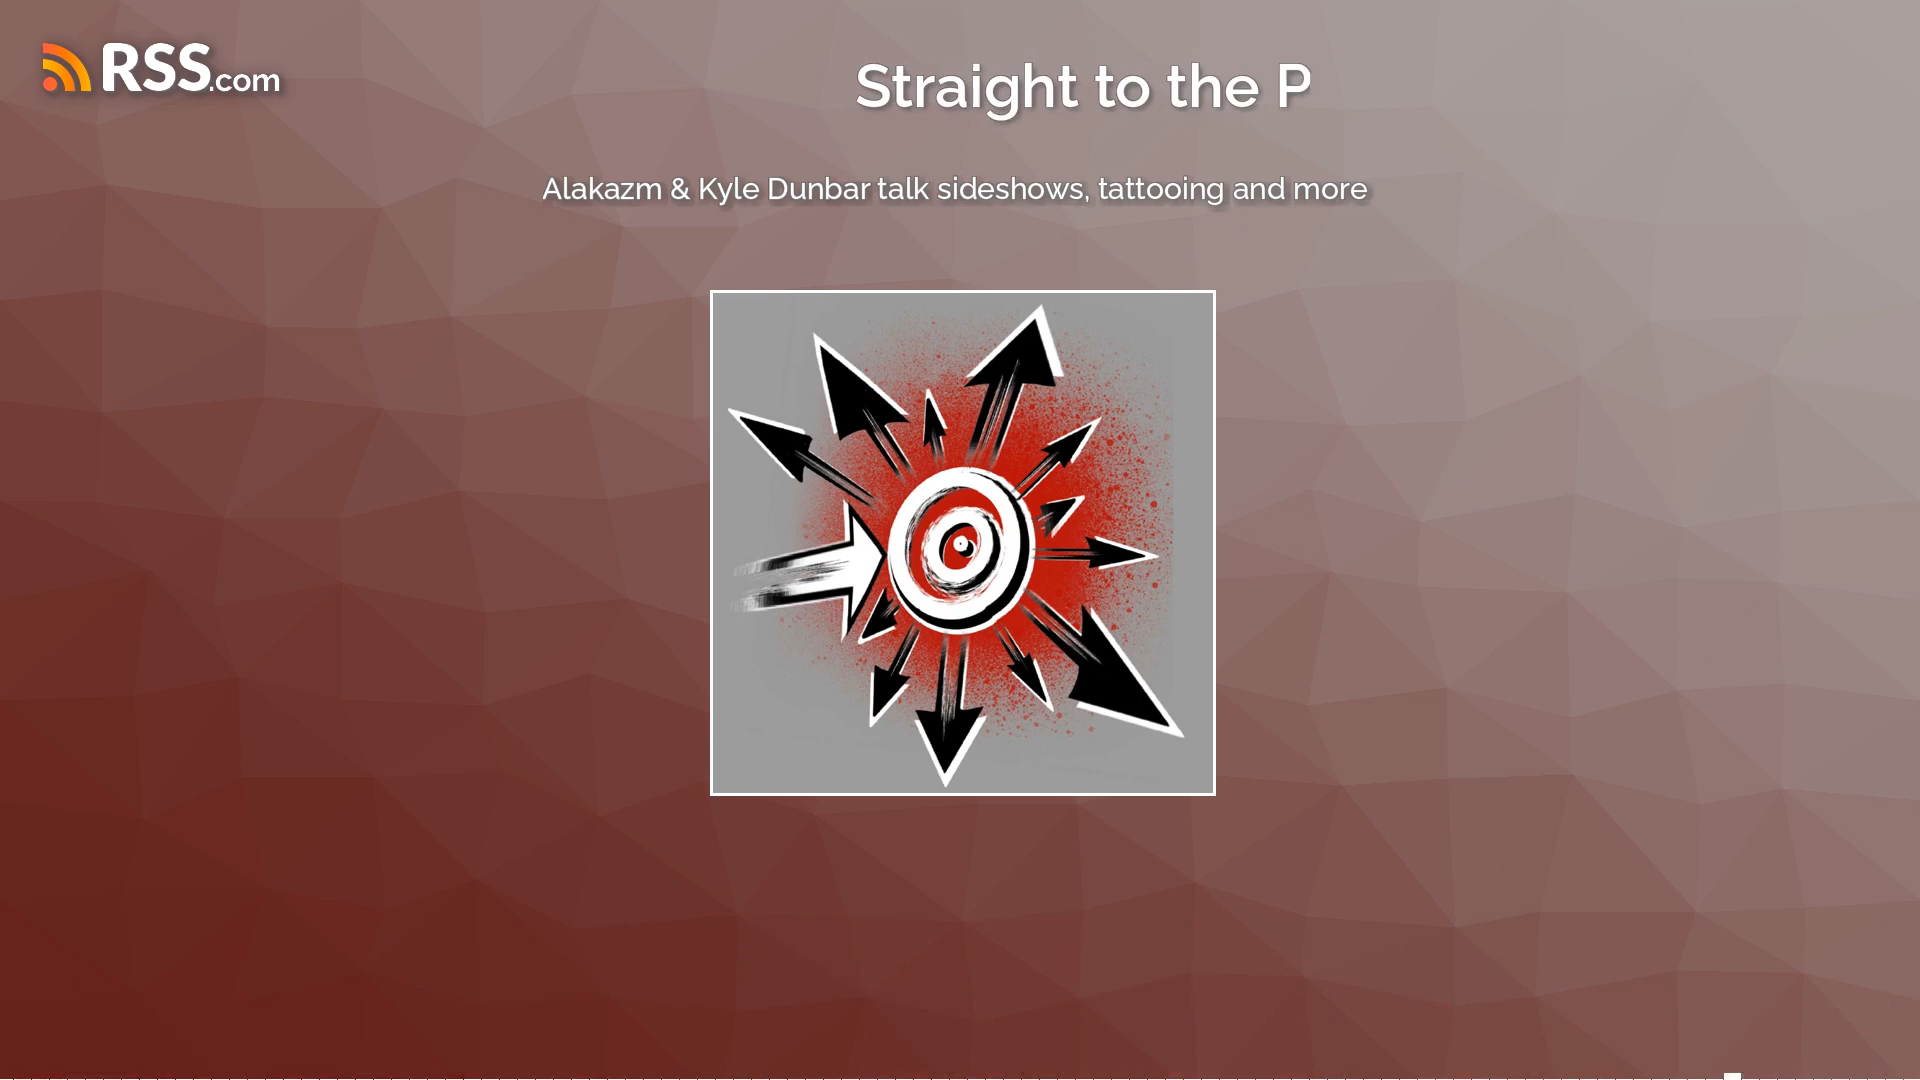 RSS.com
Straight to the P
Alakazm & Kyle Dunbar talk sideshows, tattooing and more